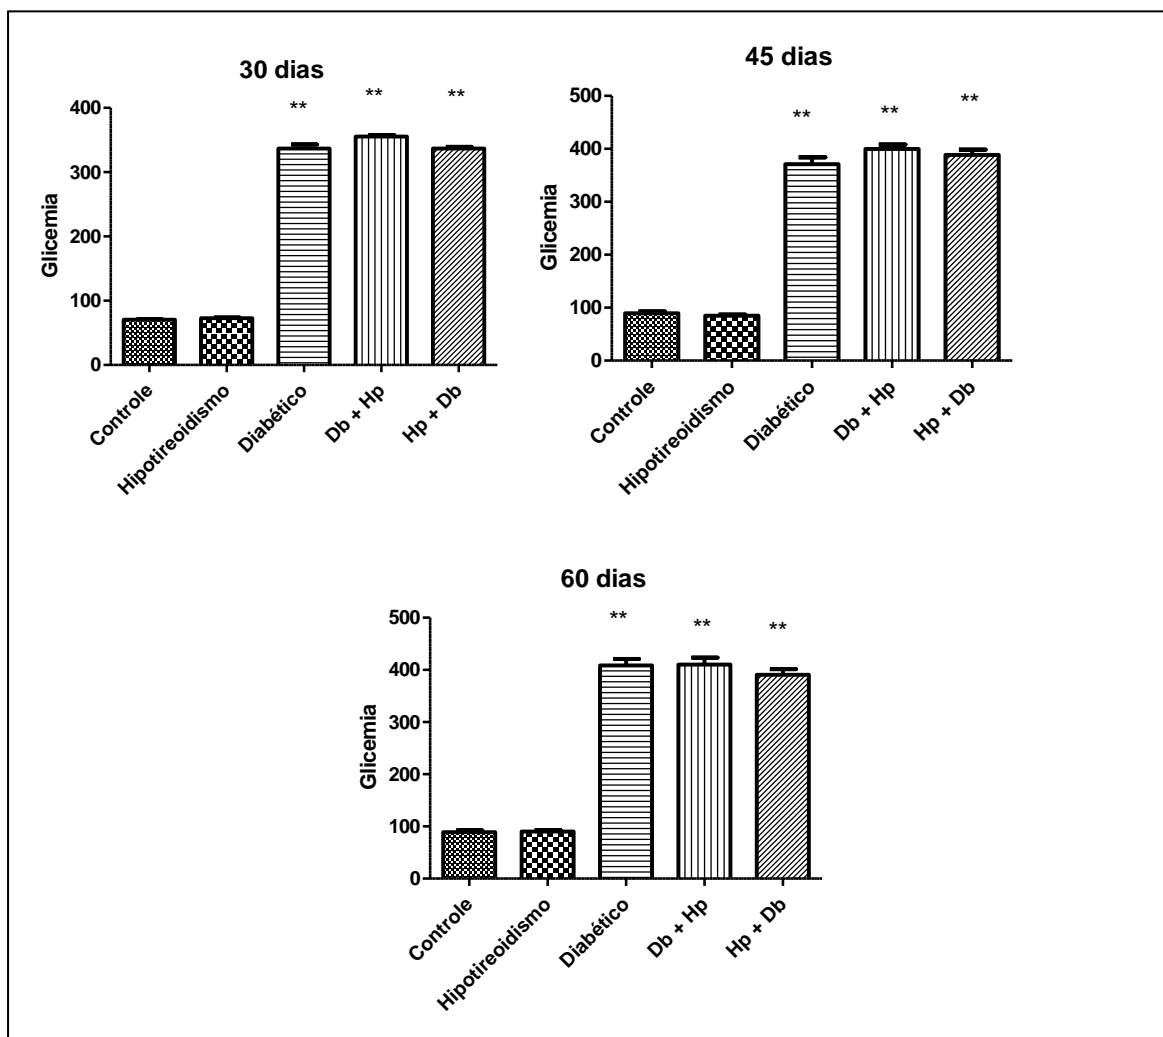 30 dias
** ** **
400
300
200
100
0
Glicemia
Controle
Hipotireoidismo
Diabético
Db + Hp
Hp + Db
45 dias
** ** **
500
400
300
200
100
0
Glicemia
Controle
Hipotireoidismo
Diabético
Db + Hp
Hp + Db
60 dias
** ** **
500
400
300
200
100
0
Glicemia
Controle
Hipotireoidismo
Diabético
Db + Hp
Hp + Db